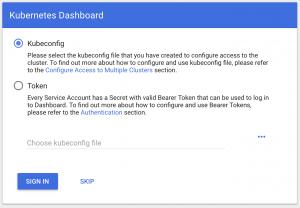 Kubernetes Dashboard
Kubeconfig
Please select the kubeconfig file that you have created to configure access to the
cluster. To find out more about how to configure and use kubeconfig file, please refer
to the Configure Access to Multiple Clusters section.
Token
Every Service Account has a Secret with valid Bearer Token that can be used to log in
to Dashboard. To find out more about how to configure and use Bearer Tokens,
please refer to the Authentication section.
Choose kubeconfig file
SIGN IN SKIP